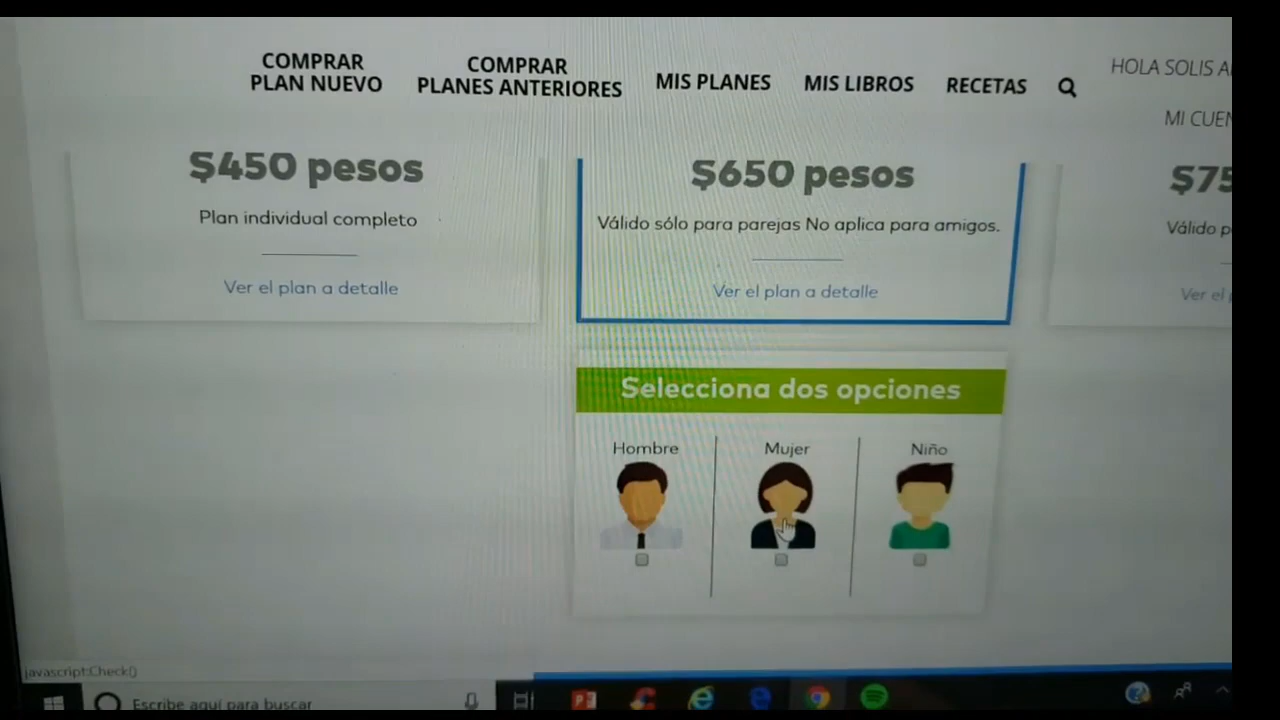 COMPRAR
PLAN NUEVO
COMPRAR
PLANES ANTERIORES
MIS PLANES
MIS LIBROS
RECETAS
HOLA SOLIS
MI
$450 pesos
Plan individual completo
Ver el plan a detalle
$650 pesos
Válido sólo para parejas No aplica para amigos.
Ver el plan a detalle
Válido
Ver el
Selecciona dos opciones
Hombre
Mujer
Niño
javascript:Check()
Escribe aquí para buscar